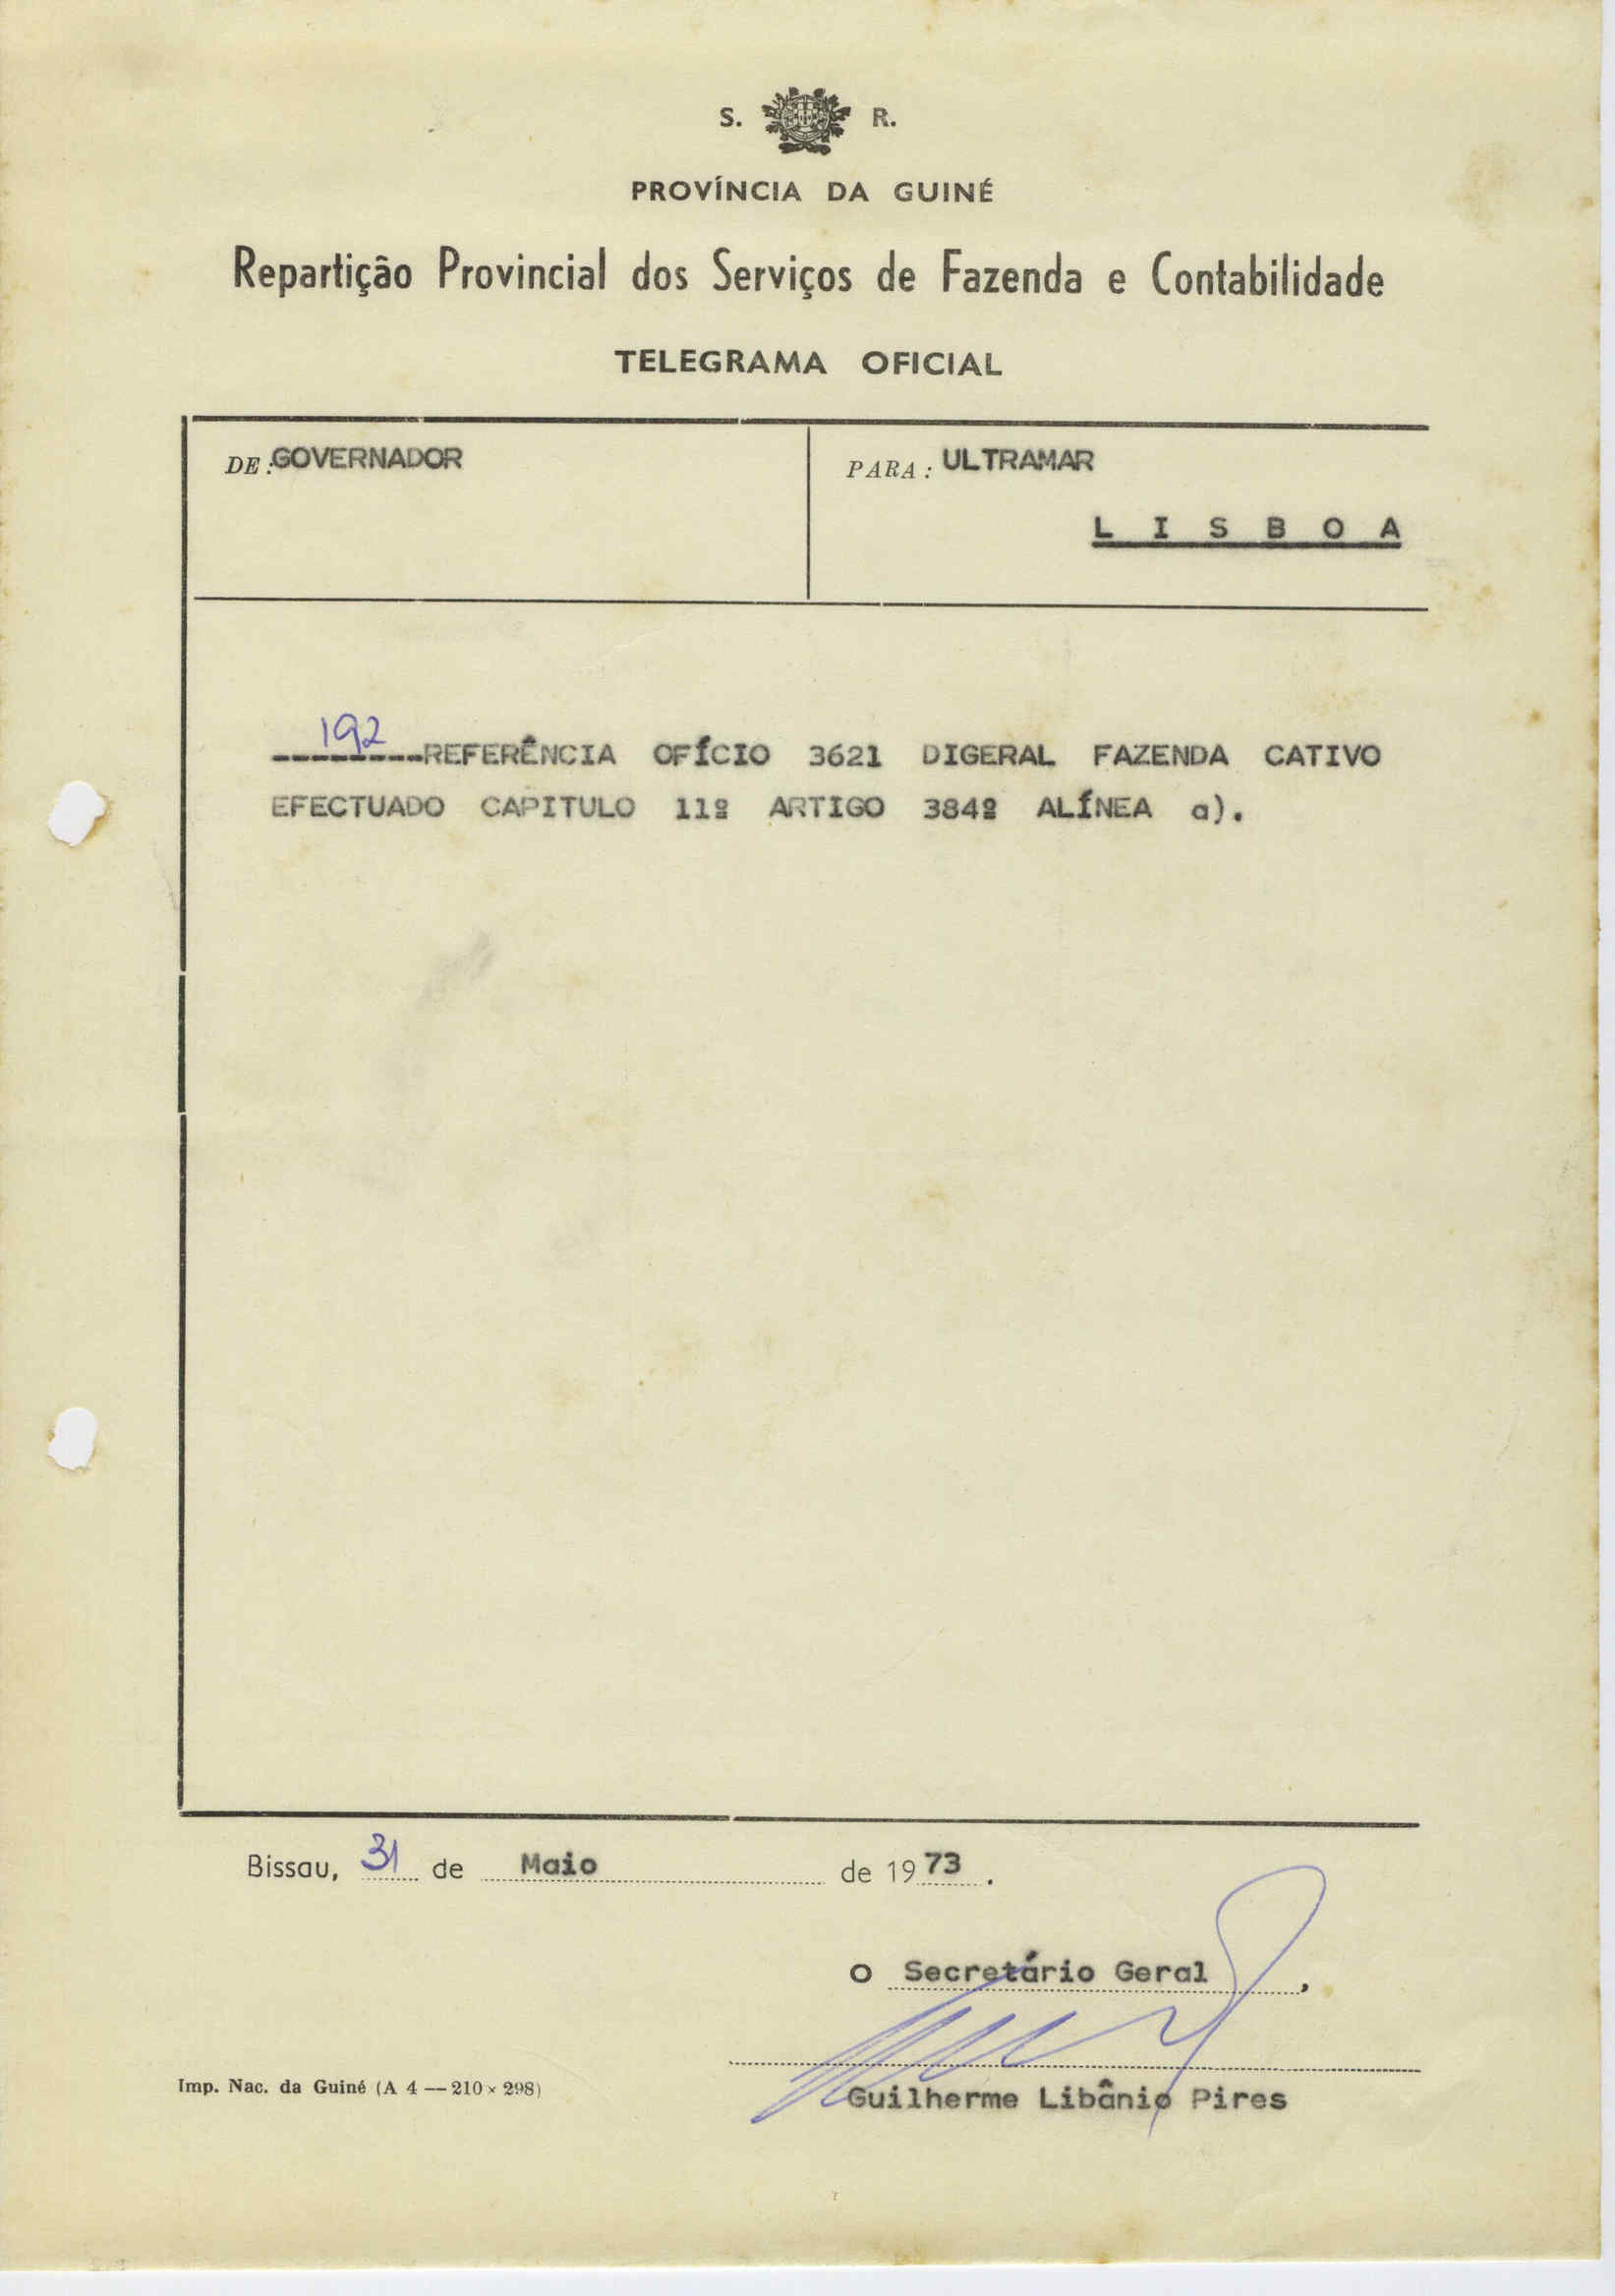 S. R.
PROVÍNCIA DA GUINÉ
Repartição Provincial dos Serviços de Fazenda e Contabilidade
TELEGRAMA OFICIAL
DE: GOVERNADOR
PARA: ULTRAMAR
L I S B O A
192
---------REFERÊNCIA OFÍCIO 3621 DIGERAL FAZENDA CATIVO
EFECTUADO CAPITULO 11º ARTIGO 384º ALÍNEA a).
Bissau, 31 de Maio de 1973.
O Secretário Geral,
Guilherme Libânio Pires
Imp. Nac. da Guiné (A 4 — 210 × 298)